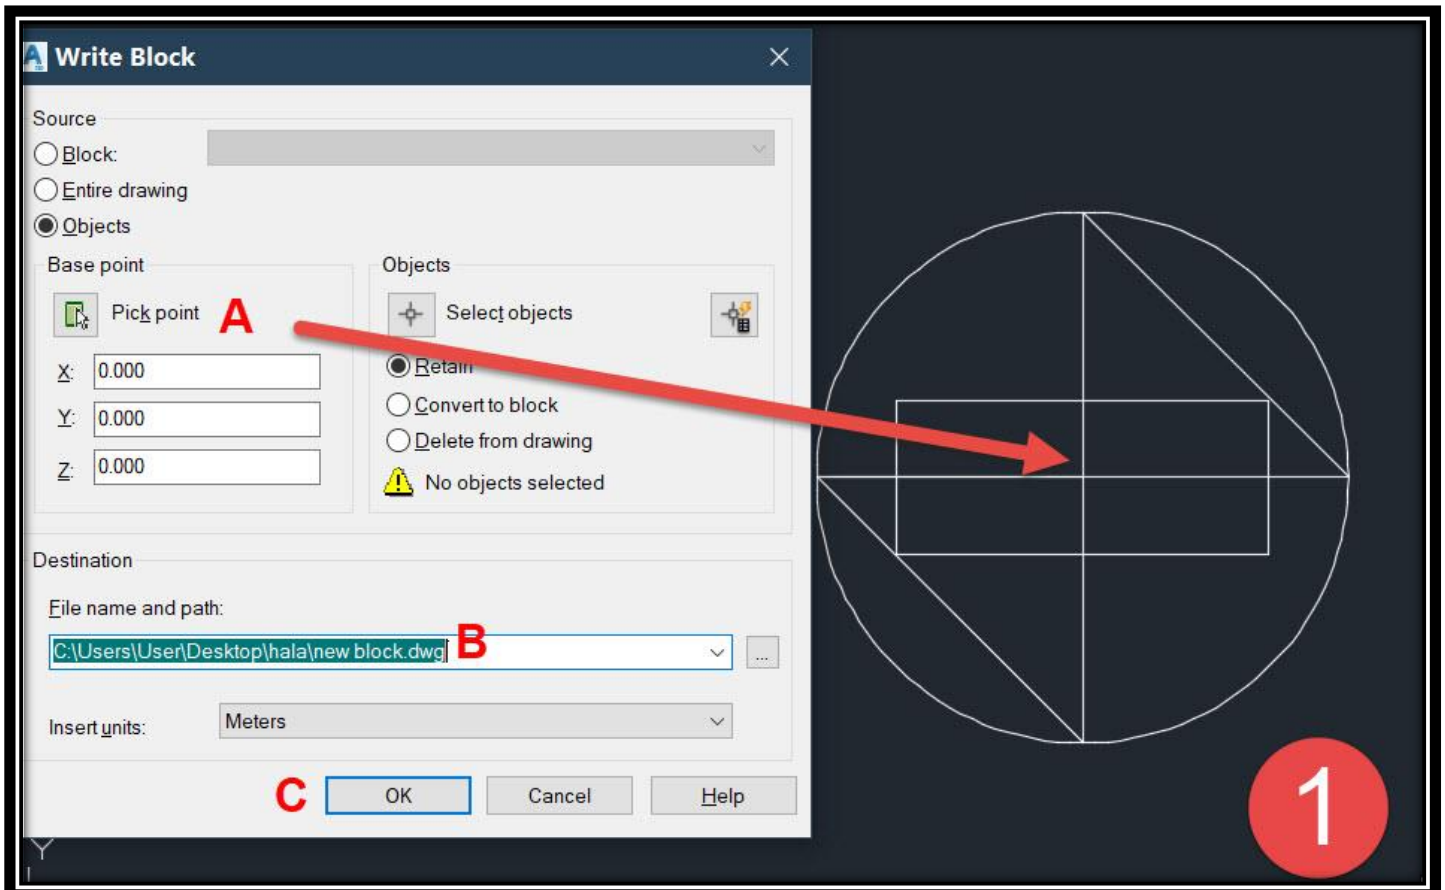 Write Block
Source
Block:
Entire drawing
Objects
Base point
Pick point
A
X: 0.000
Y: 0.000
Z: 0.000
Objects
Select objects
Retain
Convert to block
Delete from drawing
No objects selected
Destination
File name and path:
C:\Users\User\Desktop\hala\new block.dwg B
...
Insert units: Meters
C OK Cancel Help
Y
1